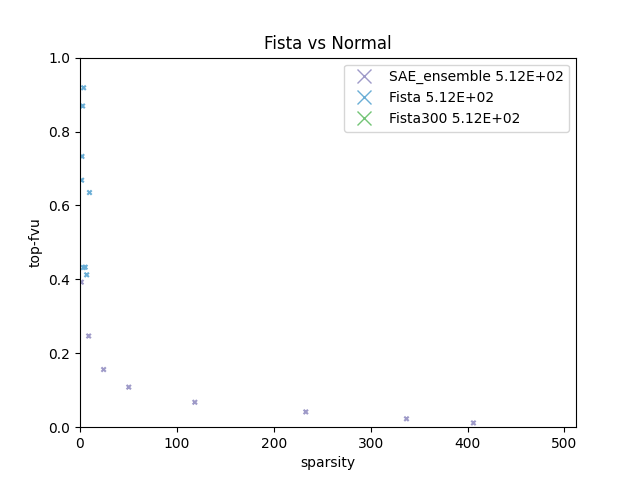 Fista vs Normal
SAE_ensemble 5.12E+02
Fista 5.12E+02
Fista300 5.12E+02
top-fvu
1.0
0.8
0.6
0.4
0.2
0.0
0 100 200 300 400 500
sparsity